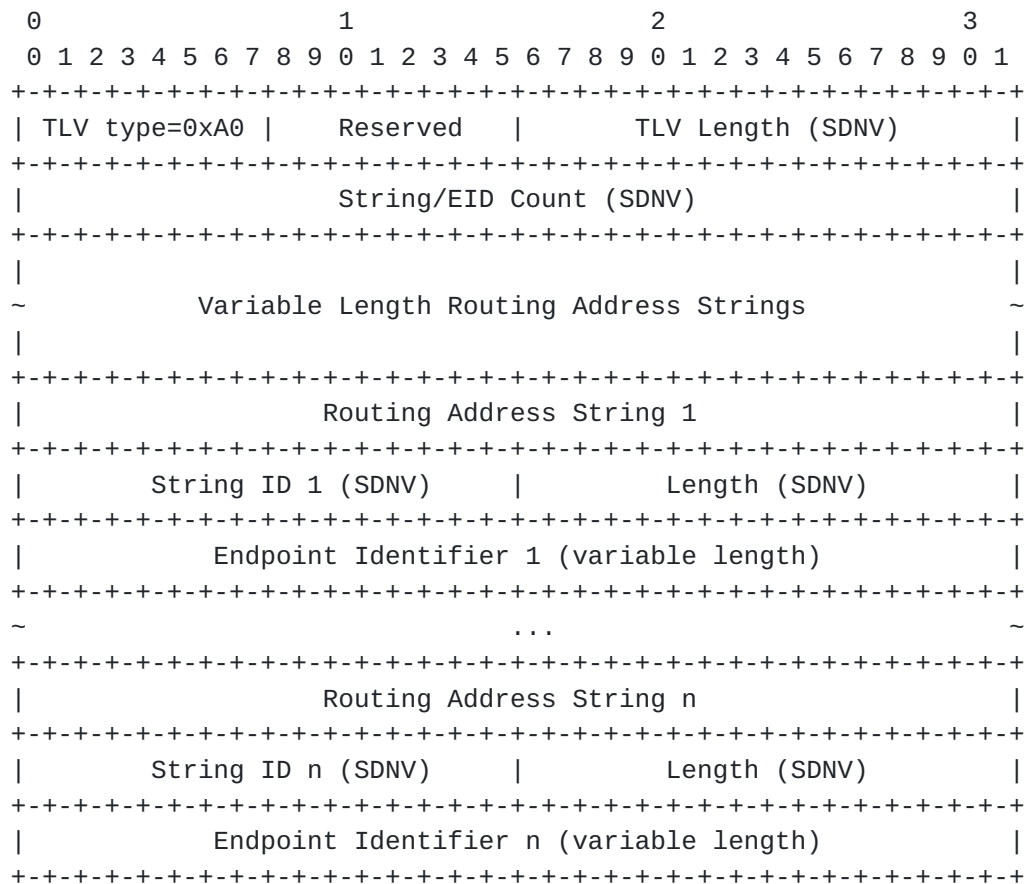 0                   1                   2                   3
 0 1 2 3 4 5 6 7 8 9 0 1 2 3 4 5 6 7 8 9 0 1 2 3 4 5 6 7 8 9 0 1
+-+-+-+-+-+-+-+-+-+-+-+-+-+-+-+-+-+-+-+-+-+-+-+-+-+-+-+-+-+-+-+-+
| TLV type=0xA0 |    Reserved   |       TLV Length (SDNV)       |
+-+-+-+-+-+-+-+-+-+-+-+-+-+-+-+-+-+-+-+-+-+-+-+-+-+-+-+-+-+-+-+-+
|                    String/EID Count (SDNV)                    |
+-+-+-+-+-+-+-+-+-+-+-+-+-+-+-+-+-+-+-+-+-+-+-+-+-+-+-+-+-+-+-+-+
|                                                               |
~           Variable Length Routing Address Strings             ~
|                                                               |
+-+-+-+-+-+-+-+-+-+-+-+-+-+-+-+-+-+-+-+-+-+-+-+-+-+-+-+-+-+-+-+-+
|                   Routing Address String 1                    |
+-+-+-+-+-+-+-+-+-+-+-+-+-+-+-+-+-+-+-+-+-+-+-+-+-+-+-+-+-+-+-+-+
|        String ID 1 (SDNV)     |         Length (SDNV)         |
+-+-+-+-+-+-+-+-+-+-+-+-+-+-+-+-+-+-+-+-+-+-+-+-+-+-+-+-+-+-+-+-+
|            Endpoint Identifier 1 (variable length)            |
+-+-+-+-+-+-+-+-+-+-+-+-+-+-+-+-+-+-+-+-+-+-+-+-+-+-+-+-+-+-+-+-+
~                               ...                             ~
+-+-+-+-+-+-+-+-+-+-+-+-+-+-+-+-+-+-+-+-+-+-+-+-+-+-+-+-+-+-+-+-+
|                   Routing Address String n                    |
+-+-+-+-+-+-+-+-+-+-+-+-+-+-+-+-+-+-+-+-+-+-+-+-+-+-+-+-+-+-+-+-+
|        String ID n (SDNV)     |         Length (SDNV)         |
+-+-+-+-+-+-+-+-+-+-+-+-+-+-+-+-+-+-+-+-+-+-+-+-+-+-+-+-+-+-+-+-+
|            Endpoint Identifier n (variable length)            |
+-+-+-+-+-+-+-+-+-+-+-+-+-+-+-+-+-+-+-+-+-+-+-+-+-+-+-+-+-+-+-+-+